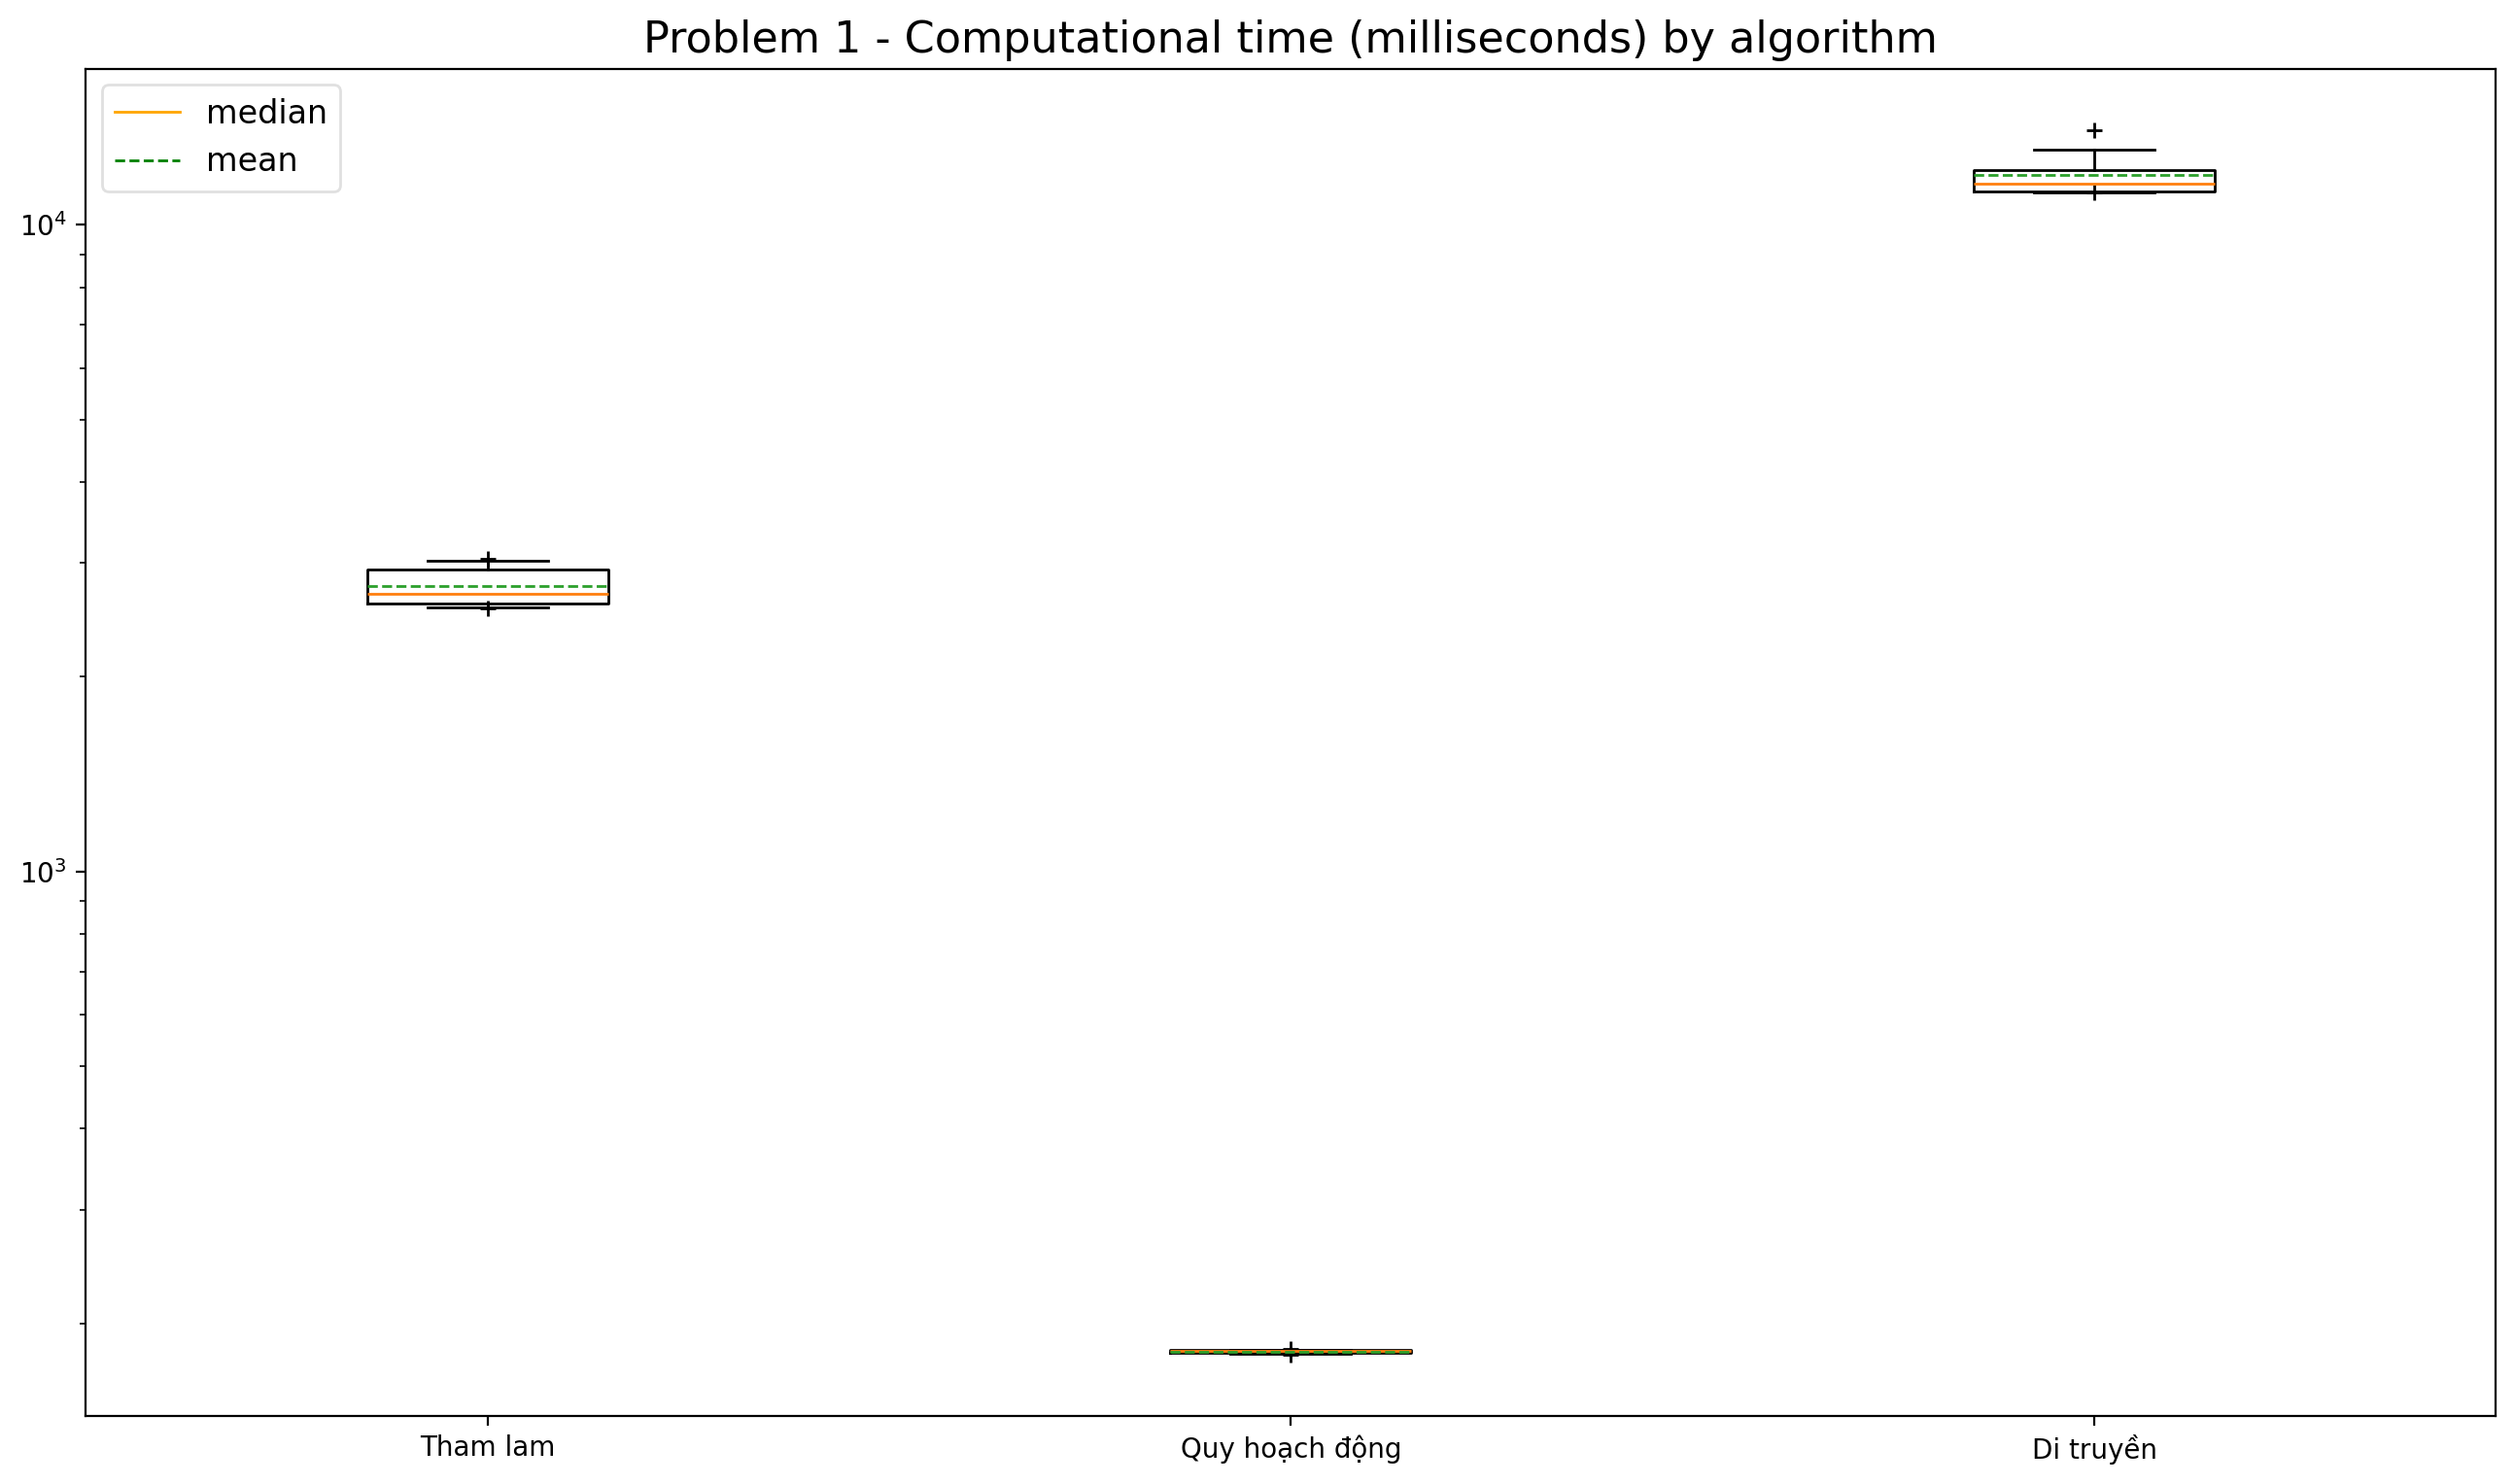 Problem 1 - Computational time (milliseconds) by algorithm
median
mean
10⁴
10³
Tham lam
Quy hoạch động
Di truyền